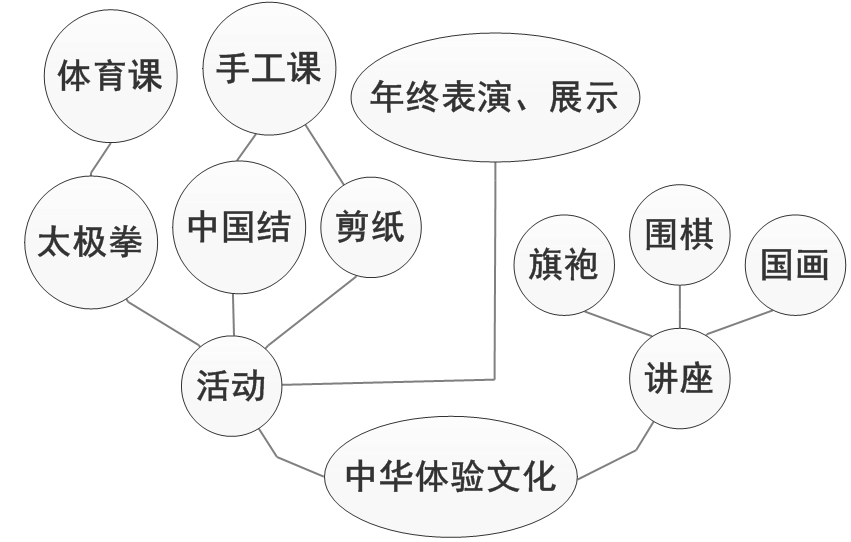 体育课
手工课
年终表演、展示
太极拳
中国结
剪纸
旗袍
围棋
国画
活动
讲座
中华体验文化